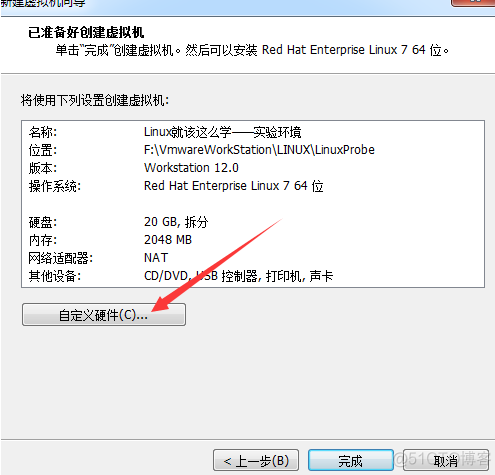 新建虚拟机向导
已准备好创建虚拟机
单击“完成”创建虚拟机。然后可以安装 Red Hat Enterprise Linux 7 64 位。
将使用下列设置创建虚拟机:
名称: Linux就该这么学——实验环境
位置: F:\VmwareWorkStation\LINUX\LinuxProbe
版本: Workstation 12.0
操作系统: Red Hat Enterprise Linux 7 64 位
硬盘: 20 GB, 拆分
内存: 2048 MB
网络适配器: NAT
其他设备: CD/DVD, USB 控制器, 打印机, 声卡
自定义硬件(C)...
< 上一步(B) 完成 取消
@51CTO博客